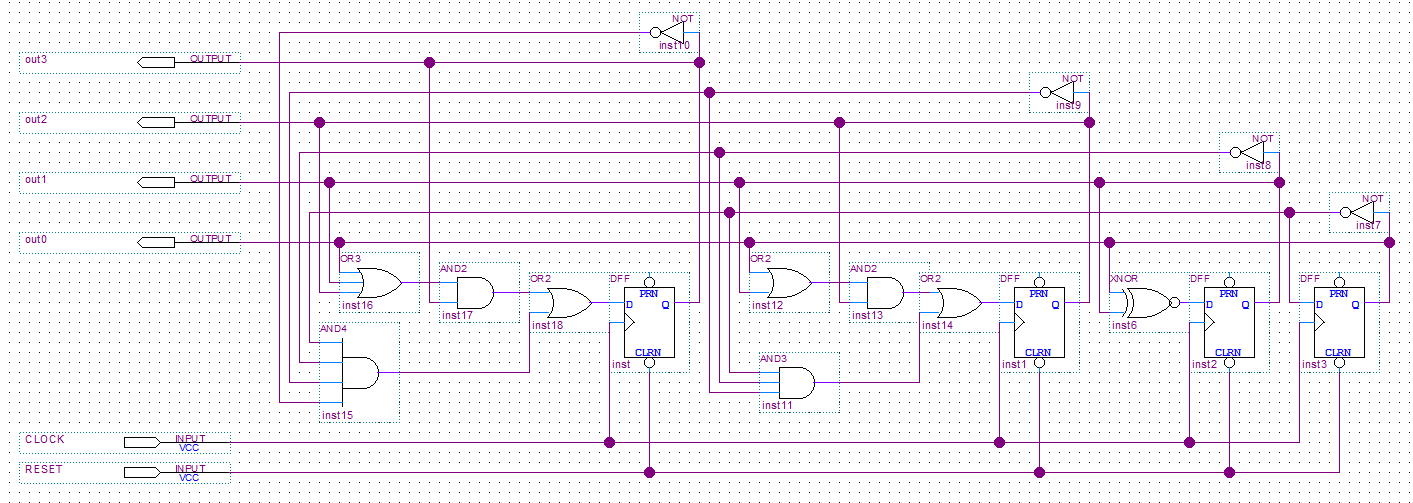 NOT
inst10
out3 OUTPUT
NOT
inst9
out2 OUTPUT
NOT
inst8
out1 OUTPUT
NOT
inst7
out0 OUTPUT
OR3
inst16
AND2
inst17
OR2
inst18
DFF
PRN
D Q
CLRN
inst
OR2
inst12
AND2
inst13
OR2
inst14
DFF
PRN
D Q
CLRN
inst1
XNOR
inst6
DFF
PRN
D Q
CLRN
inst2
DFF
PRN
D Q
CLRN
inst3
AND4
inst15
AND3
inst11
CLOCK INPUT
VCC
RESET INPUT
VCC